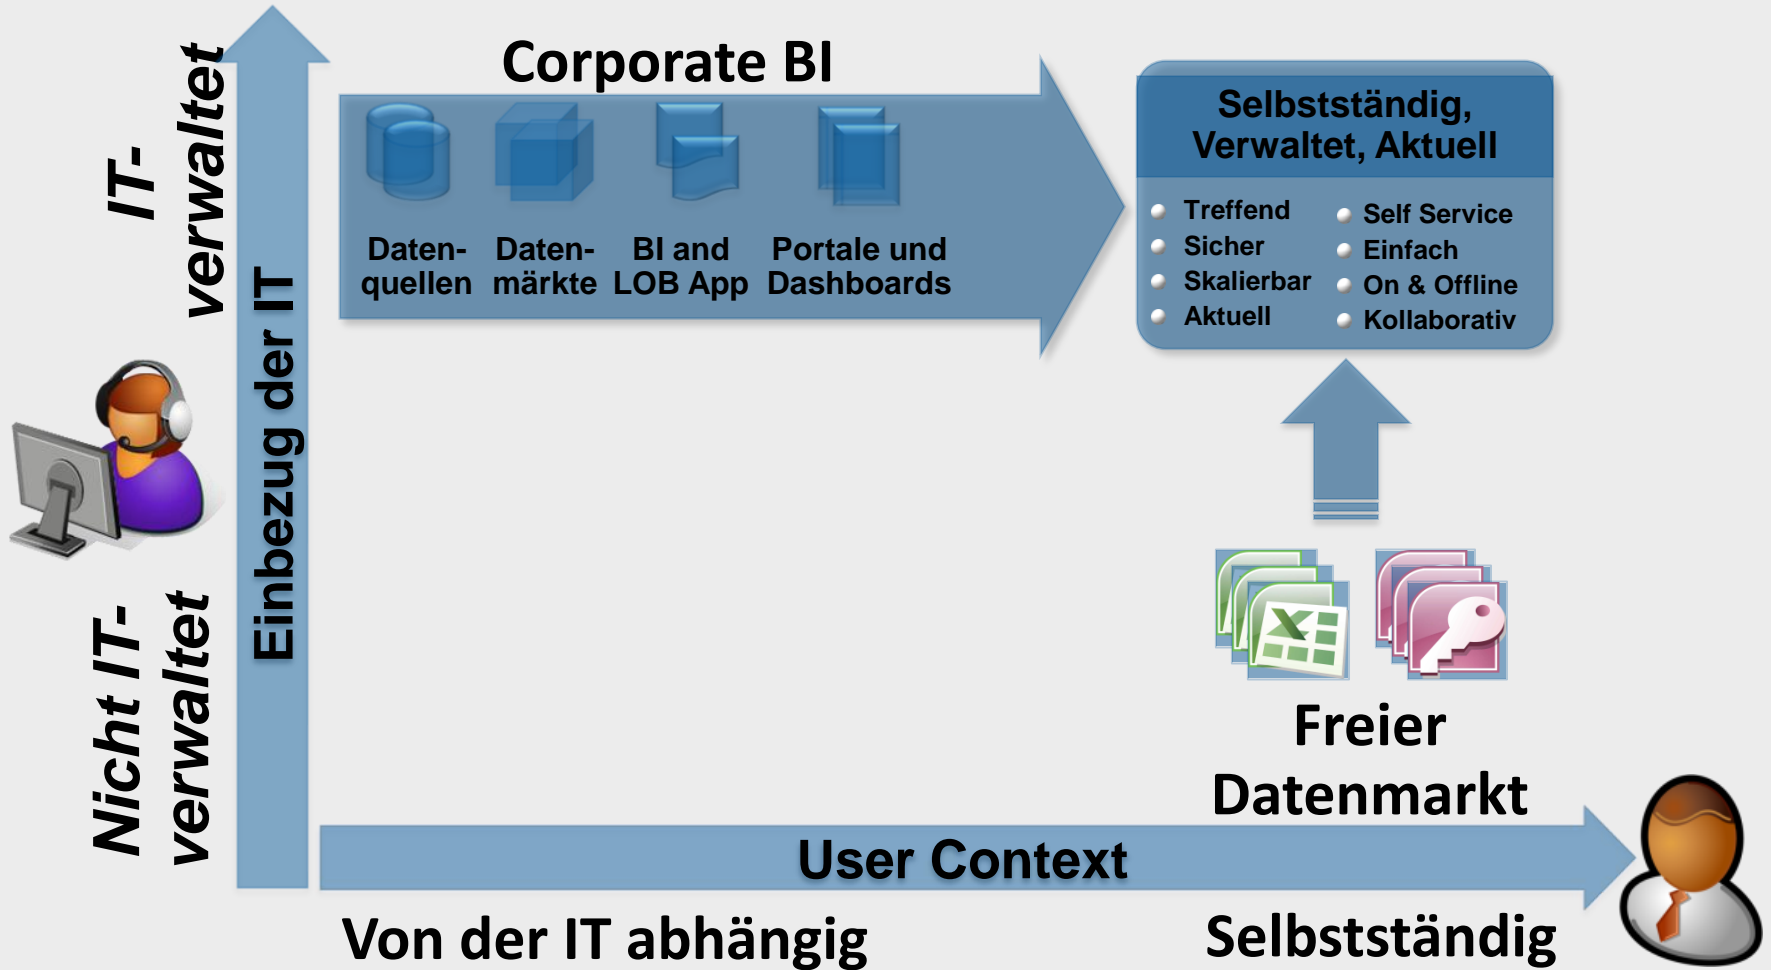 Corporate BI
IT-
verwaltet
Daten-
quellen
Daten-
märkte
BI and
LOB App
Portale und
Dashboards
Selbstständig,
Verwaltet, Aktuell
Treffend
Sicher
Skalierbar
Aktuell
Self Service
Einfach
On & Offline
Kollaborativ
Einbezug der IT
Nicht IT-
verwaltet
Freier
Datenmarkt
User Context
Von der IT abhängig
Selbstständig